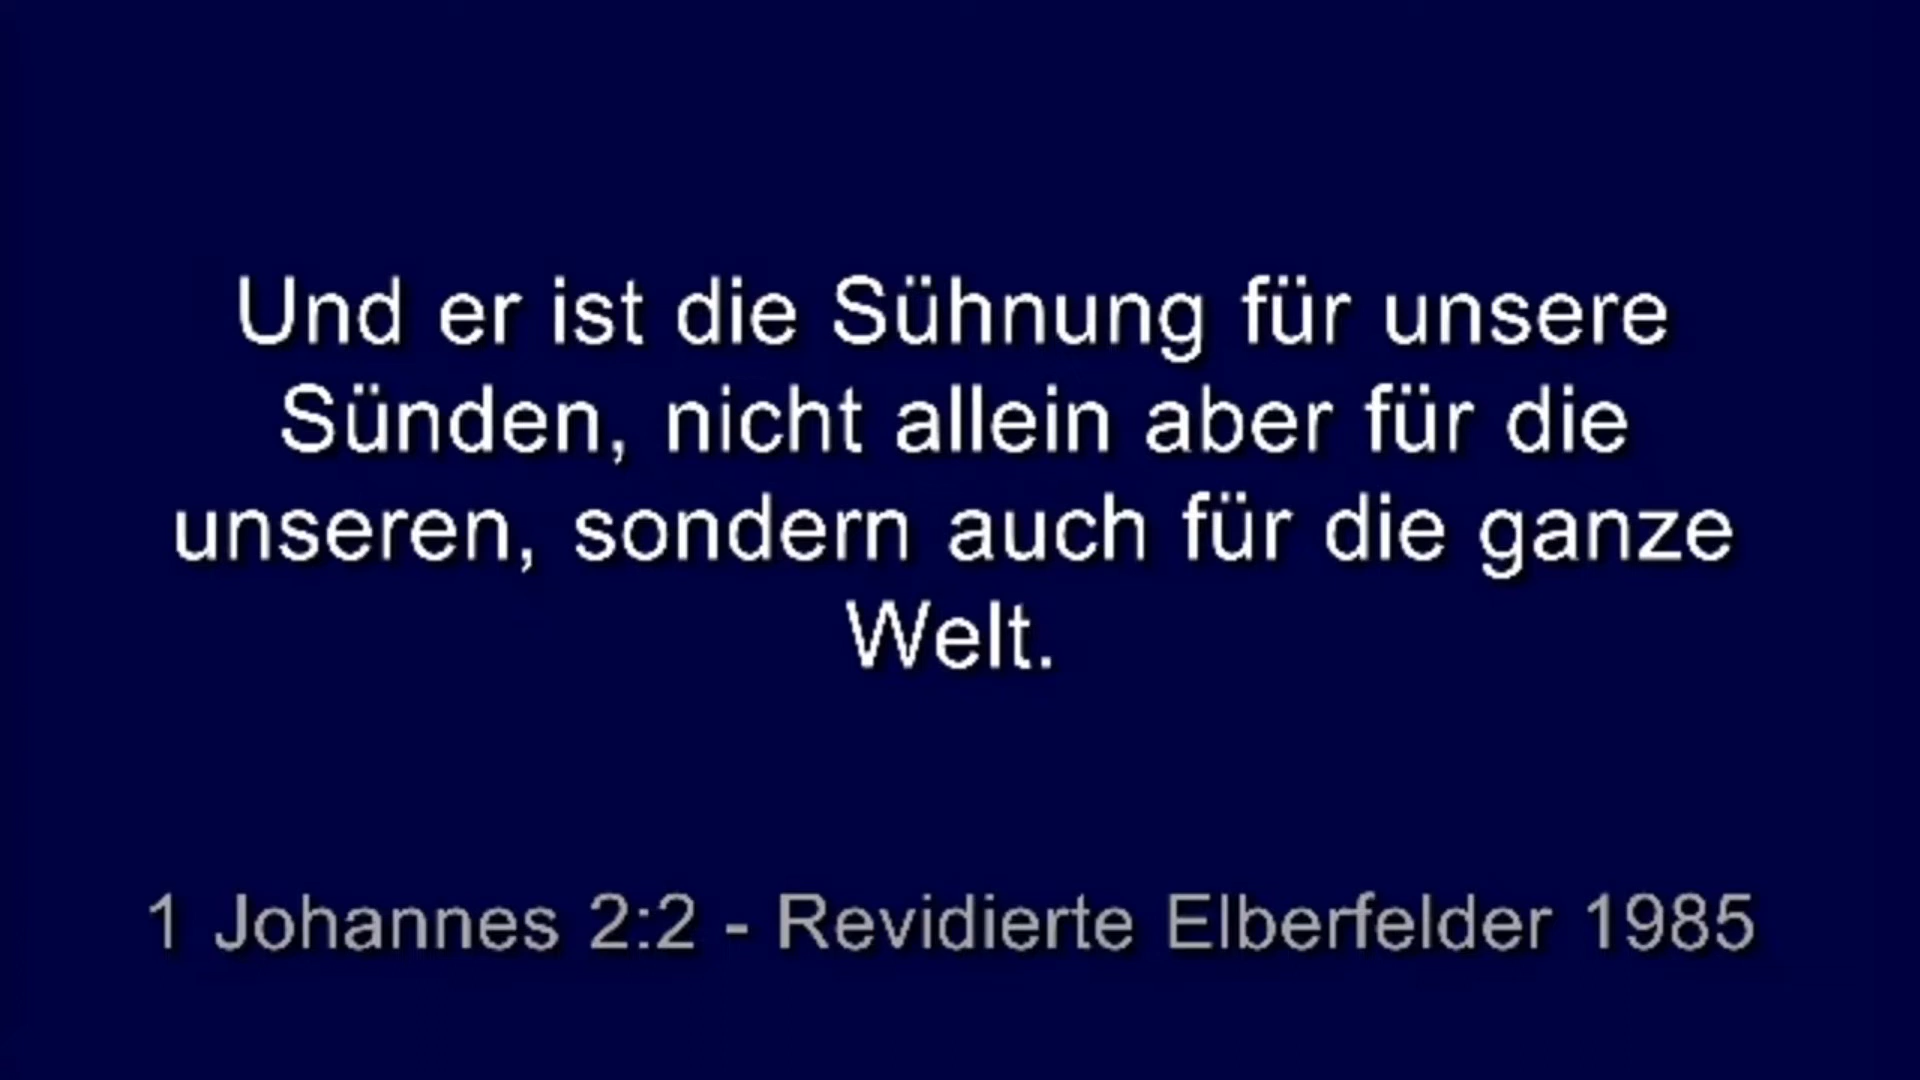 Und er ist die Sühnung für unsere
Sünden, nicht allein aber für die
unseren, sondern auch für die ganze
Welt.
1 Johannes 2:2 - Revidierte Elberfelder 1985